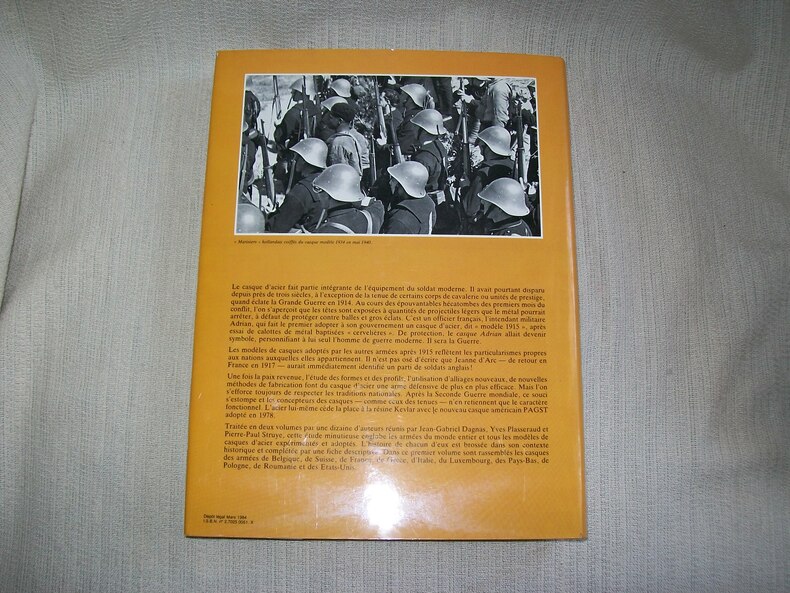 « Mariniers » hollandais coiffés du casque modèle 1934 en mai 1940.
Le casque d'acier fait partie intégrante de l'équipement du soldat moderne. Il avait pourtant disparu
depuis près de trois siècles, à l'exception de la tenue de certains corps de cavalerie ou unités de prestige,
quand éclate la Grande Guerre en 1914. Au cours des épouvantables hécatombes des premiers mois du
conflit, l'on s'aperçoit que les têtes sont exposées à quantités de projectiles légers que le métal pourrait
arrêter, à défaut de protéger contre balles et gros éclats. C'est un officier français, l'intendant militaire
Adrian, qui fait le premier adopter à son gouvernement un casque d'acier, dit « modèle 1915 », après
essai de calottes de métal baptisées « cervelières ». De protection, le casque Adrian allait devenir
symbole, personnifiant à lui seul l'homme de guerre moderne. Il sera la Guerre.
Les modèles de casques adoptés par les autres armées après 1915 reflètent les particularismes propres
aux nations auxquelles elles appartiennent. Il n'est pas osé d'écrire que Jeanne d'Arc — de retour en
France en 1917 — aurait immédiatement identifié un parti de soldats anglais !
Une fois la paix revenue, l'étude des formes et des profils, l'utilisation d'alliages nouveaux, de nouvelles
méthodes de fabrication font du casque d'acier une arme défensive de plus en plus efficace. Mais l'on
s'efforce toujours de respecter les traditions nationales. Après la Seconde Guerre mondiale, ce souci
s'estompe et les concepteurs des casques — comme ceux des tenues — n'en retiennent que le caractère
fonctionnel. L'acier lui-même cède la place à la résine Kevlar avec le nouveau casque américain PAGST
adopté en 1978.
Traitée en deux volumes par une dizaine d'auteurs réunis par Jean-Gabriel Dagnas, Yves Plasseraud et
Pierre-Paul Struye, cette étude minutieuse englobe les armées du monde entier et tous les modèles de
casques d'acier expérimentés et adoptés. L'histoire de chacun d'eux est brossée dans son contexte
historique et complétée par une fiche descriptive. Dans ce premier volume sont rassemblés les casques
des armées de Belgique, de Suisse, de France, de Grèce, d'Italie, du Luxembourg, des Pays-Bas, de
Pologne, de Roumanie et des Etats-Unis.
Dépôt légal Mars 1984
I.S.B.N. n° 2.7025.0051. X